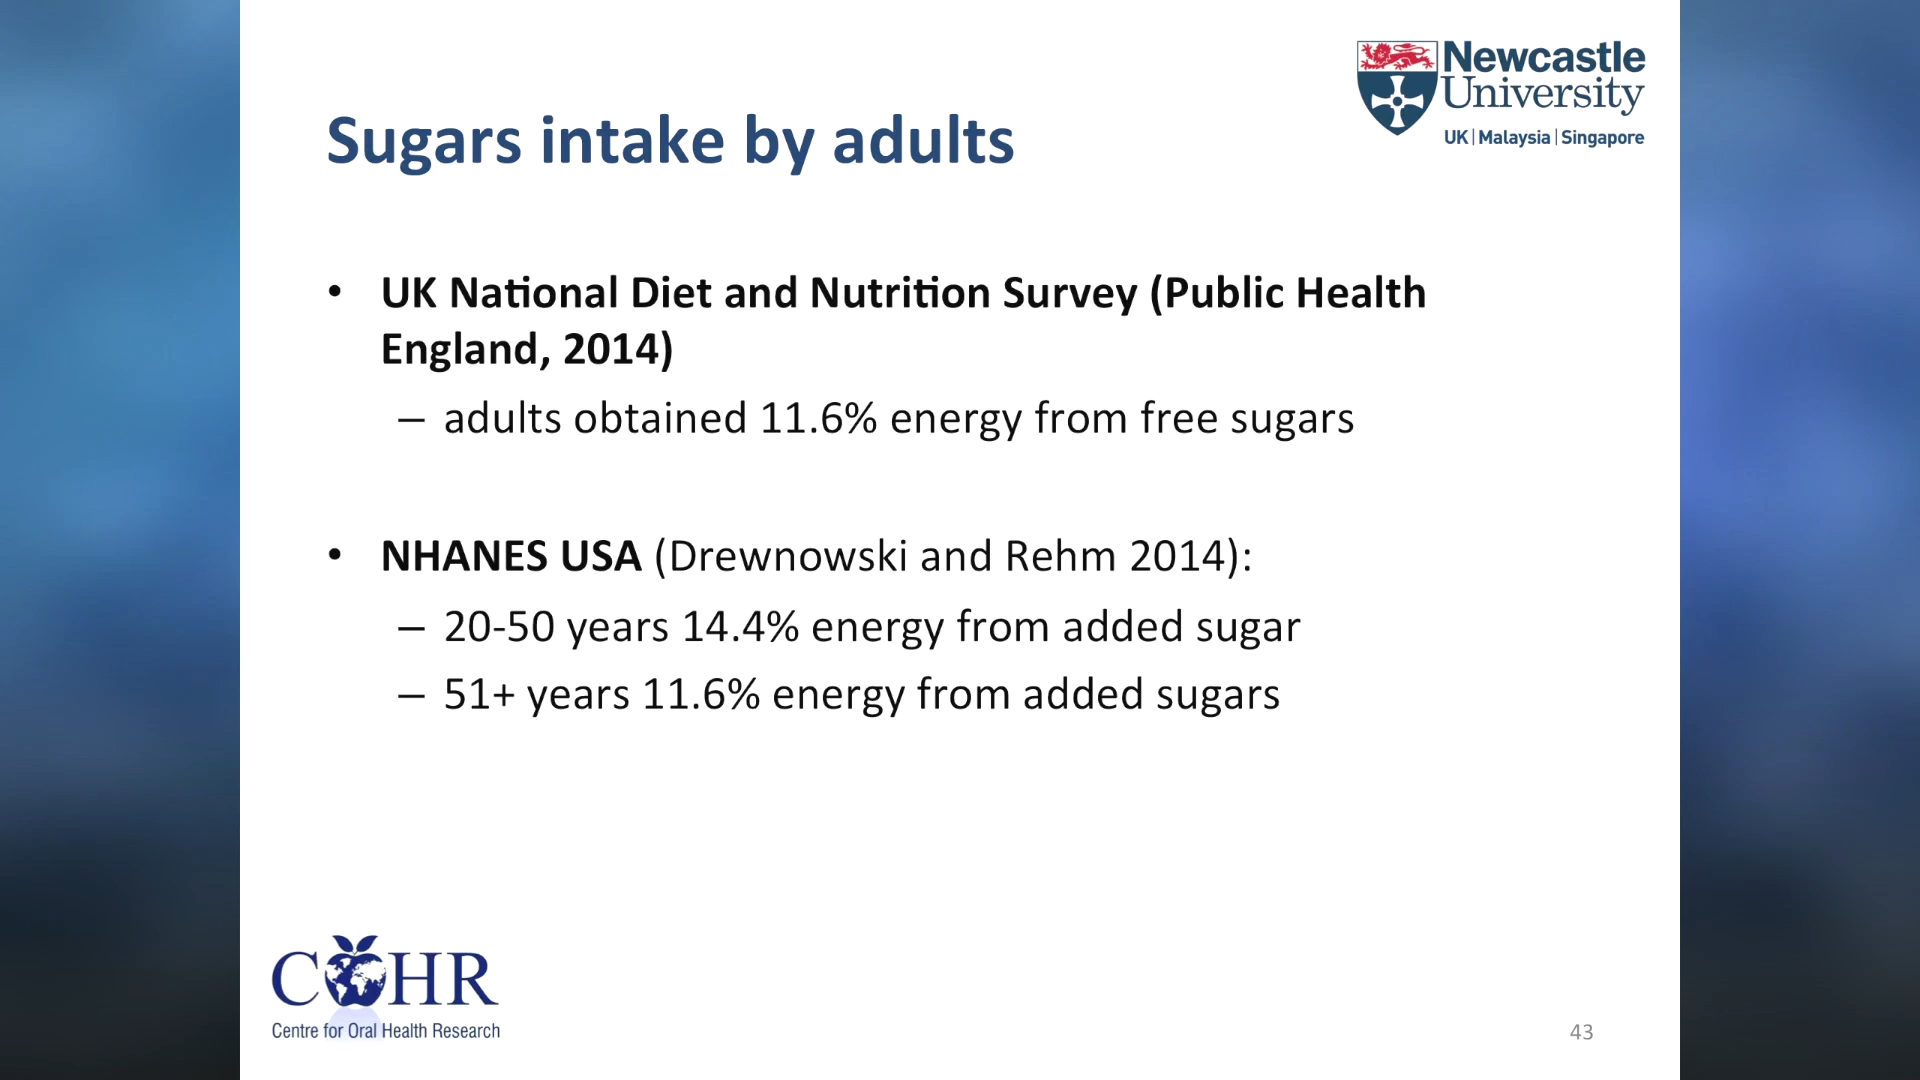 Newcastle
University
UK | Malaysia | Singapore
Sugars intake by adults
• UK National Diet and Nutrition Survey (Public Health
England, 2014)
– adults obtained 11.6% energy from free sugars
• NHANES USA (Drewnowski and Rehm 2014):
– 20-50 years 14.4% energy from added sugar
– 51+ years 11.6% energy from added sugars
COHR
Centre for Oral Health Research
43